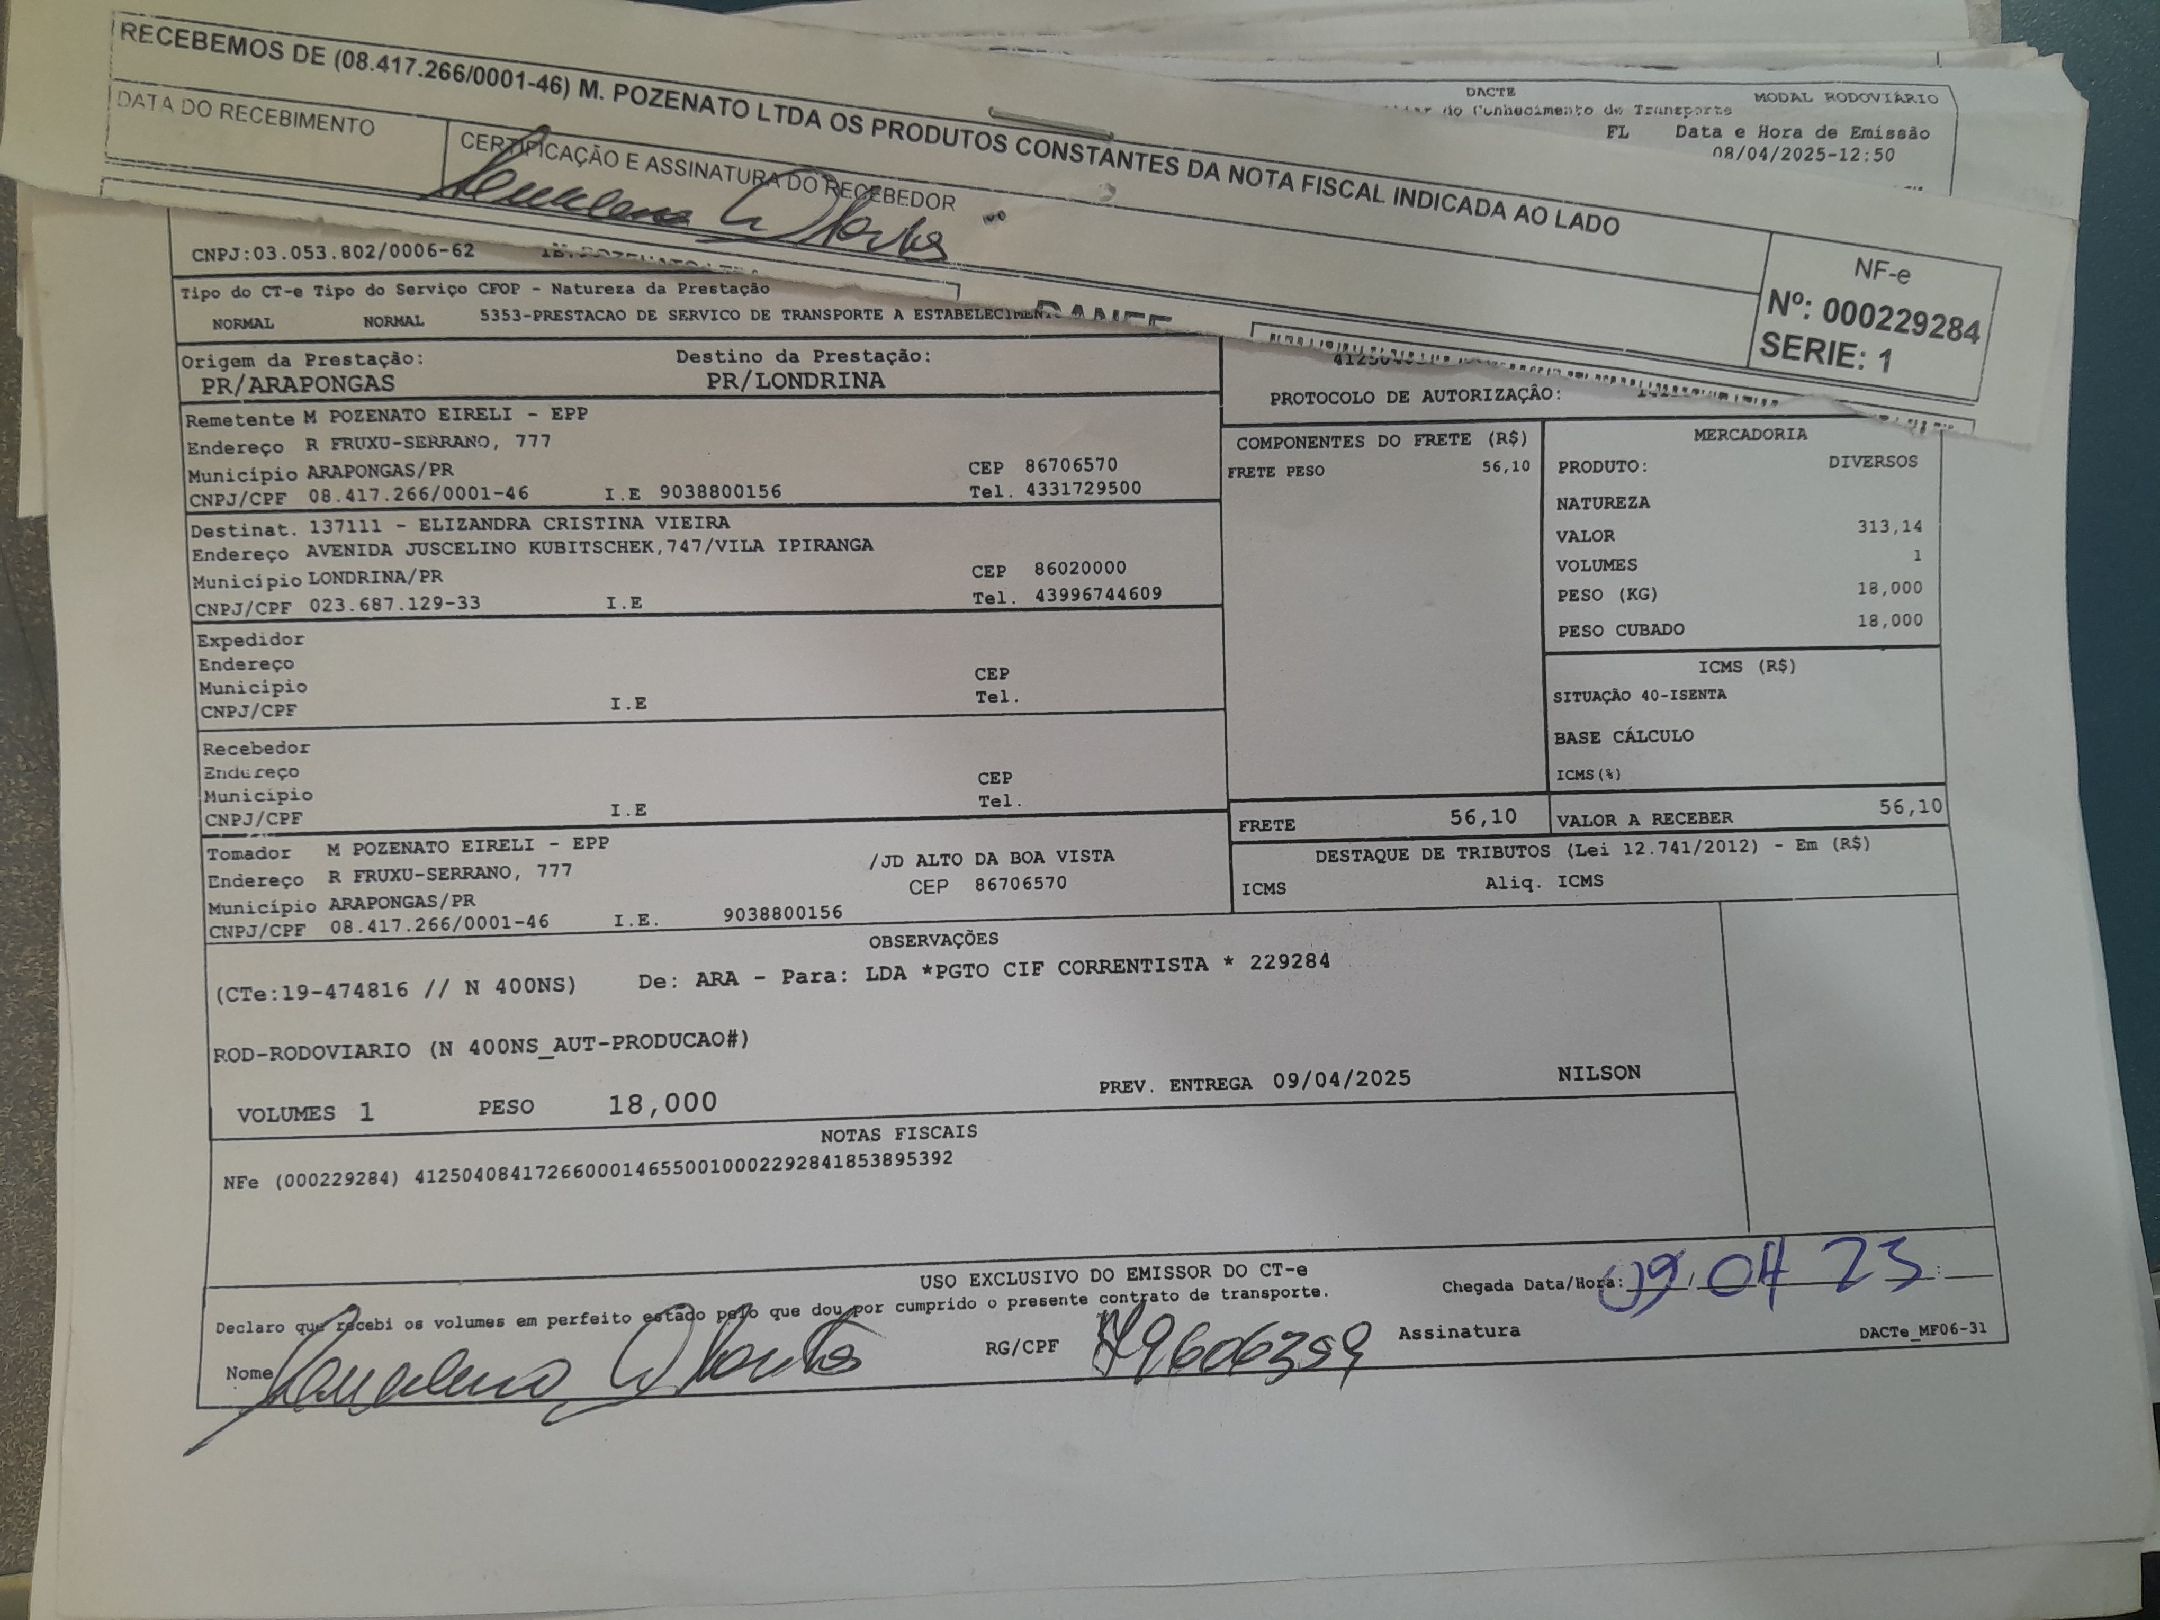 RECEBEMOS DE (08.417.266/0001-46) M. POZENATO LTDA OS PRODUTOS CONSTANTES DA NOTA FISCAL INDICADA AO LADO
DATA DO RECEBIMENTO
CERTIFICAÇÃO E ASSINATURA DO RECEBEDOR
NF-e
Nº: 000229284
SERIE: 1
DACTE
MODAL RODOVIÁRIO
do Conhecimento de Transporte
FL Data e Hora de Emissão
08/04/2025-12:50
CNPJ:03.053.802/0006-62
Tipo do CT-e Tipo do Serviço CFOP - Natureza da Prestação
NORMAL NORMAL 5353-PRESTACAO DE SERVICO DE TRANSPORTE A ESTABELECIMEN
Origem da Prestação: Destino da Prestação:
PR/ARAPONGAS PR/LONDRINA
PROTOCOLO DE AUTORIZAÇÃO:
Remetente M POZENATO EIRELI - EPP
Endereço R FRUXU-SERRANO, 777
Município ARAPONGAS/PR CEP 86706570
CNPJ/CPF 08.417.266/0001-46 I.E 9038800156 Tel. 4331729500
Destinat. 137111 - ELIZANDRA CRISTINA VIEIRA
Endereço AVENIDA JUSCELINO KUBITSCHEK,747/VILA IPIRANGA
Município LONDRINA/PR CEP 86020000
CNPJ/CPF 023.687.129-33 I.E Tel. 43996744609
Expedidor
Endereço
Município CEP
CNPJ/CPF I.E Tel.
Recebedor
Endereço
Município CEP
CNPJ/CPF I.E Tel.
Tomador M POZENATO EIRELI - EPP
Endereço R FRUXU-SERRANO, 777 /JD ALTO DA BOA VISTA
Município ARAPONGAS/PR CEP 86706570
CNPJ/CPF 08.417.266/0001-46 I.E. 9038800156
COMPONENTES DO FRETE (R$)
FRETE PESO 56,10
MERCADORIA
PRODUTO: DIVERSOS
NATUREZA
VALOR 313,14
VOLUMES 1
PESO (KG) 18,000
PESO CUBADO 18,000
ICMS (R$)
SITUAÇÃO 40-ISENTA
BASE CÁLCULO
ICMS(%)
FRETE 56,10 VALOR A RECEBER 56,10
DESTAQUE DE TRIBUTOS (Lei 12.741/2012) - Em (R$)
ICMS Aliq. ICMS
OBSERVAÇÕES
(CTe:19-474816 // N 400NS) De: ARA - Para: LDA *PGTO CIF CORRENTISTA * 229284
ROD-RODOVIARIO (N 400NS_AUT-PRODUCAO#)
VOLUMES 1 PESO 18,000 PREV. ENTREGA 09/04/2025 NILSON
NOTAS FISCAIS
NFe (000229284) 41250408417266000146550010002292841853895392
USO EXCLUSIVO DO EMISSOR DO CT-e
Chegada Data/Hora: 09/04 23
Declaro que recebi os volumes em perfeito estado pelo que dou por cumprido o presente contrato de transporte.
Nome RG/CPF Assinatura
DACTe_MF06-31